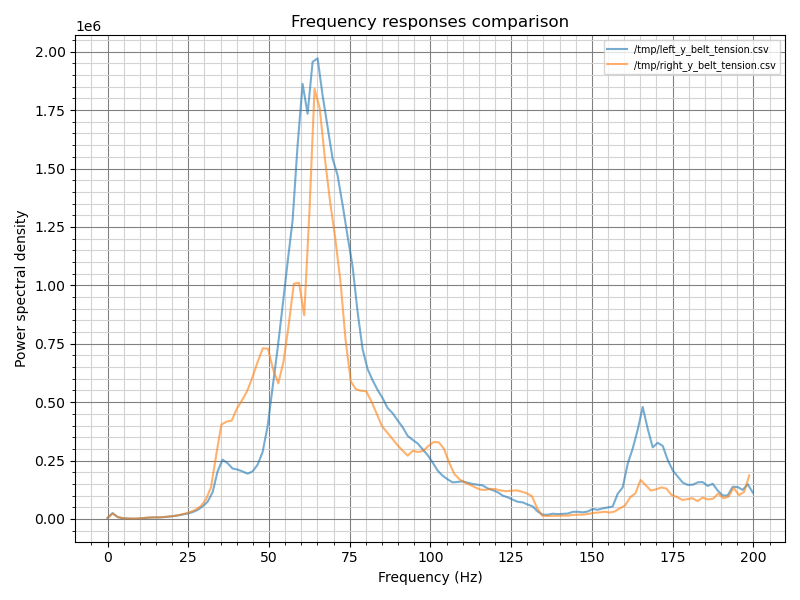 Frequency responses comparison
1e6
/tmp/left_y_belt_tension.csv
/tmp/right_y_belt_tension.csv
2.00
1.75
1.50
1.25
1.00
0.75
0.50
0.25
0.00
Power spectral density
0 25 50 75 100 125 150 175 200
Frequency (Hz)